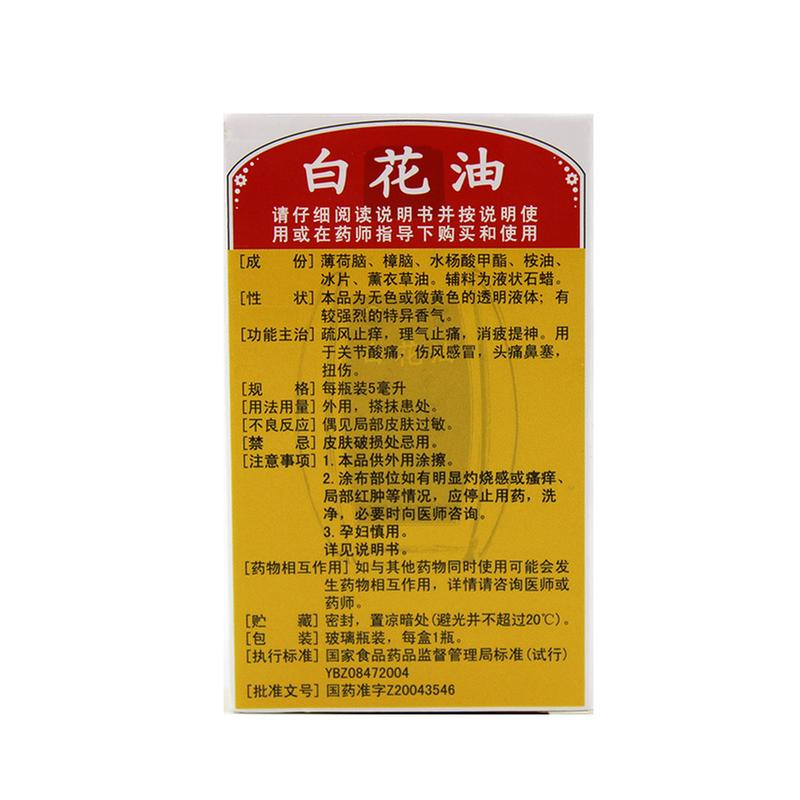 白花油
请仔细阅读说明书并按说明使
用或在药师指导下购买和使用
[成 份] 薄荷脑、樟脑、水杨酸甲酯、桉油、
冰片、薰衣草油。辅料为液状石蜡。
[性 状] 本品为无色或微黄色的透明液体；有
较强烈的特异香气。
[功能主治] 疏风止痒，理气止痛，消疲提神。用
于关节酸痛，伤风感冒，头痛鼻塞，
扭伤。
[规 格] 每瓶装5毫升
[用法用量] 外用，搽抹患处。
[不良反应] 偶见局部皮肤过敏。
[禁 忌] 皮肤破损处忌用。
[注意事项] 1. 本品供外用涂擦。
2. 涂布部位如有明显灼烧感或瘙痒、
局部红肿等情况，应停止用药，洗
净，必要时向医师咨询。
3. 孕妇慎用。
详见说明书。
[药物相互作用] 如与其他药物同时使用可能会发
生药物相互作用，详情请咨询医师或
药师。
[贮 藏] 密封，置凉暗处(避光并不超过20℃)。
[包 装] 玻璃瓶装，每盒1瓶。
[执行标准] 国家食品药品监督管理局标准(试行)
YBZ08472004
[批准文号] 国药准字Z20043546